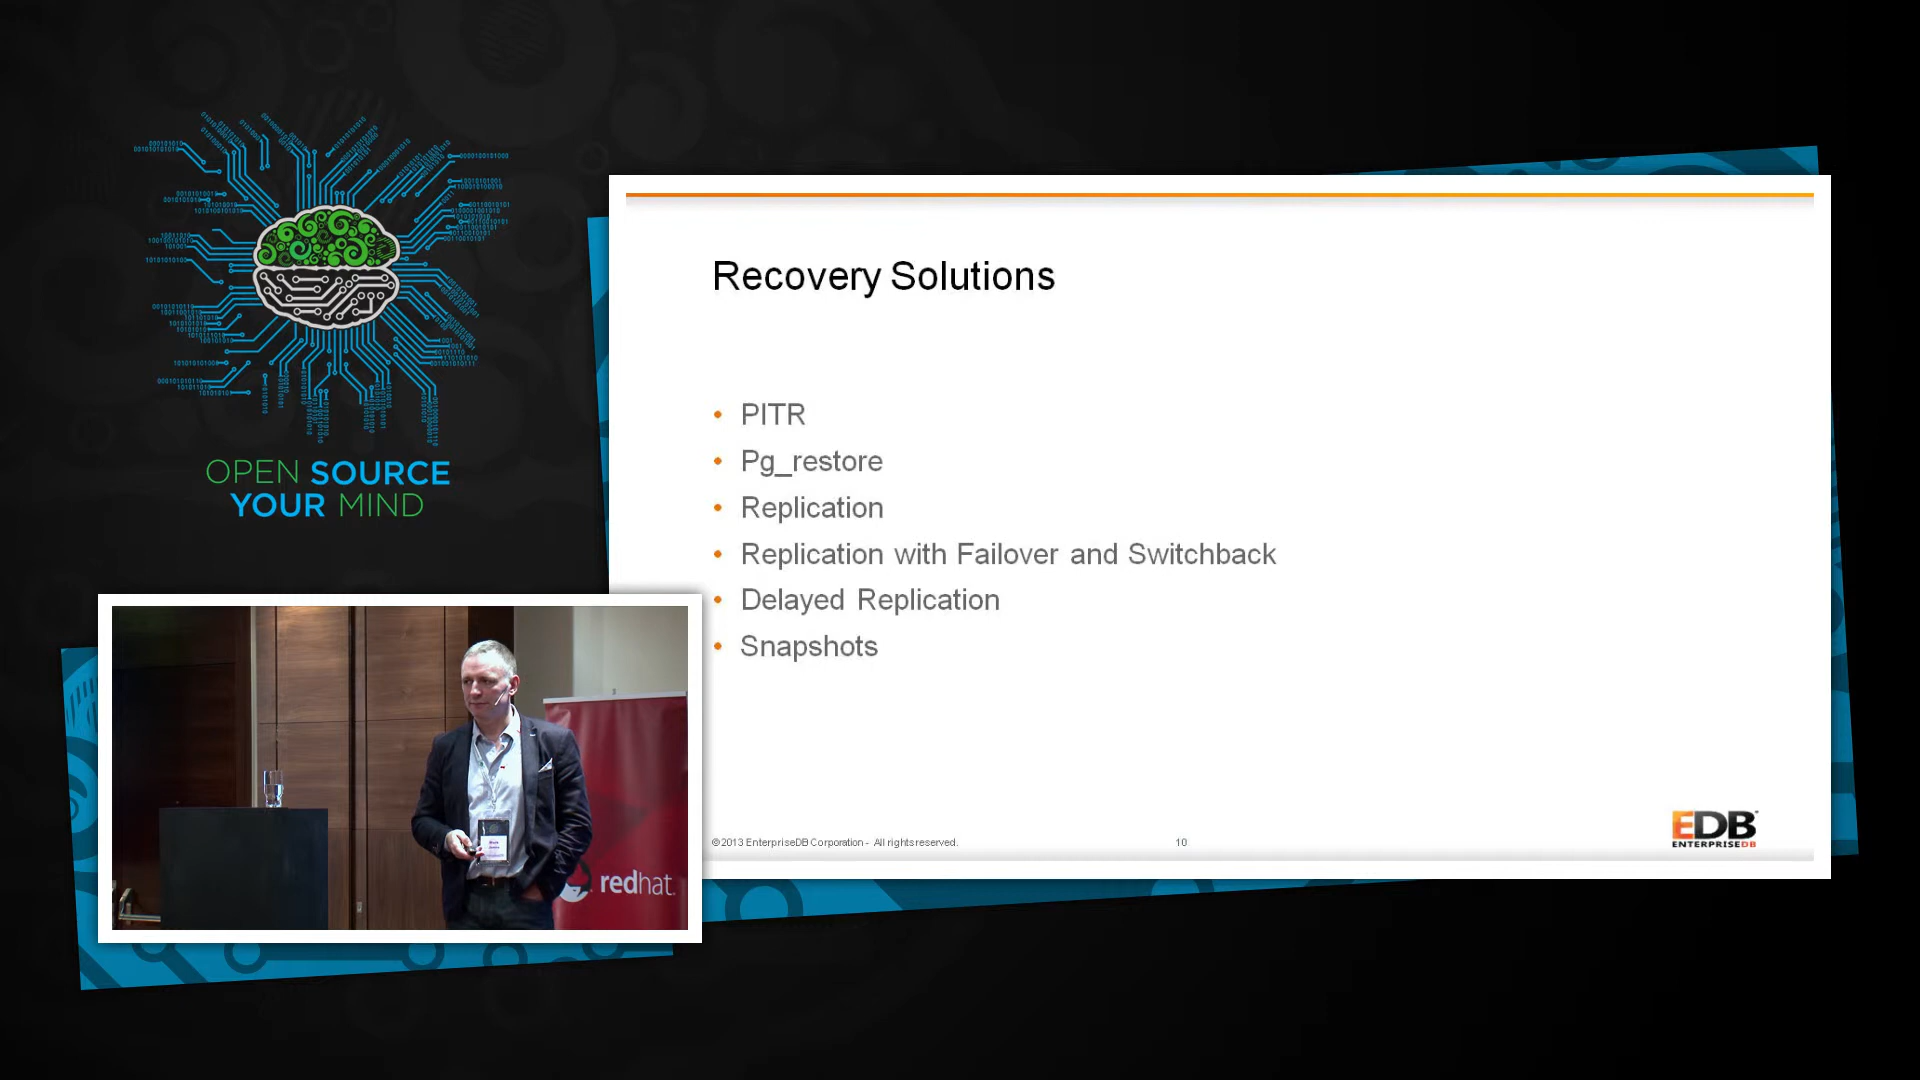 OPEN SOURCE
YOUR MIND
Recovery Solutions
• PITR
• Pg_restore
• Replication
• Replication with Failover and Switchback
• Delayed Replication
• Snapshots
© 2013 EnterpriseDB Corporation - All rights reserved.
10
EDB
ENTERPRISEDB
redhat.